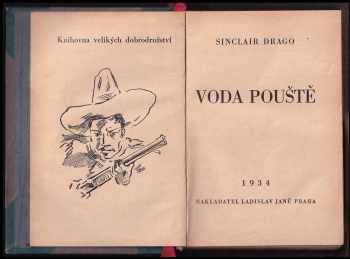 Knihovna velikých dobrodružství
SINCLAIR DRAGO
VODA POUŠTĚ
1934
NAKLADATEL LADISLAV JANŮ PRAHA